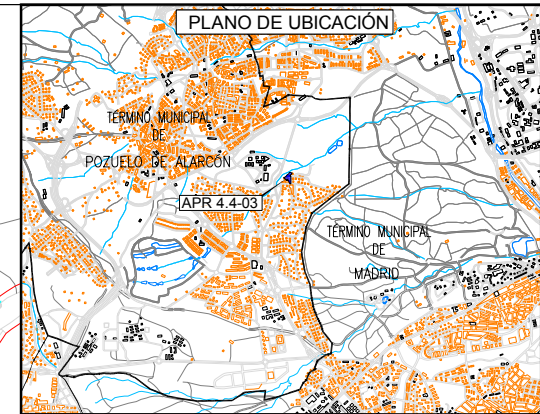 PLANO DE UBICACIÓN
TÉRMINO MUNICIPAL
DE
POZUELO DE ALARCÓN
APR 4.4-03
TÉRMINO MUNICIPAL
DE
MADRID